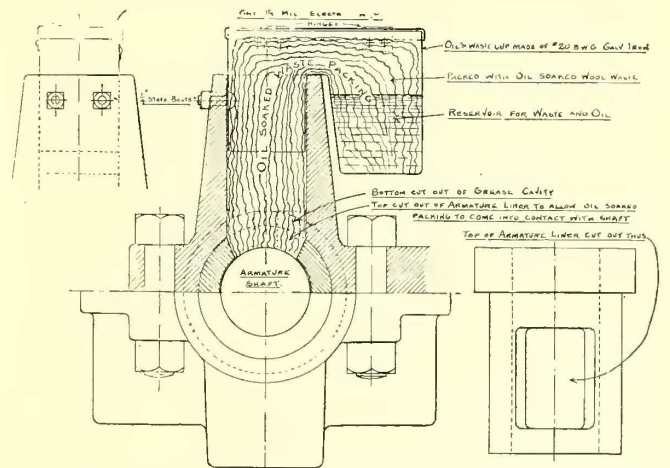 HINGES
OIL & WASTE CUP MADE OF #20 B W G GALV IRON
PACKED WITH OIL SOAKED WOOL WASTE
RESERVOIR FOR WASTE AND OIL
OIL SOAKED WASTE PACKING
STOVE BOLTS
BOTTOM CUT OUT OF GREASE CAVITY
TOP CUT OUT OF ARMATURE LINER TO ALLOW OIL SOAKED
PACKING TO COME INTO CONTACT WITH SHAFT
TOP OF ARMATURE LINER CUT OUT THUS
ARMATURE
SHAFT.